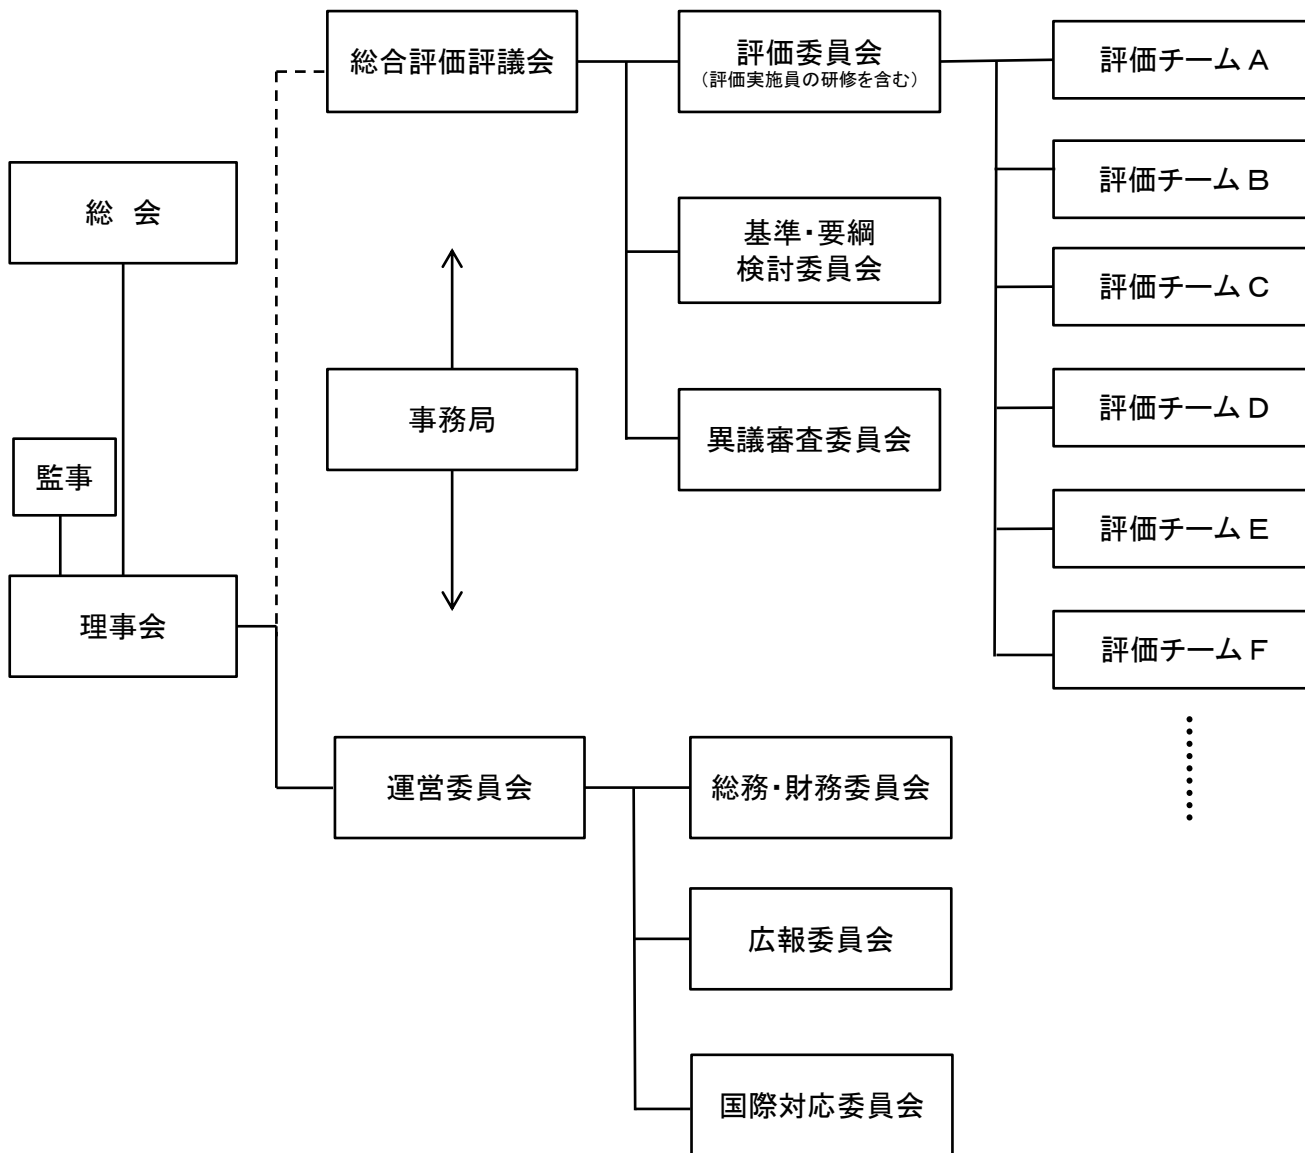 総合評価評議会
評価委員会
(評価実施員の研修を含む)
評価チームA
評価チームB
総　会
基準・要綱
検討委員会
評価チームC
事務局
異議審査委員会
評価チームD
監事
評価チームE
理事会
評価チームF
運営委員会
総務・財務委員会
広報委員会
国際対応委員会